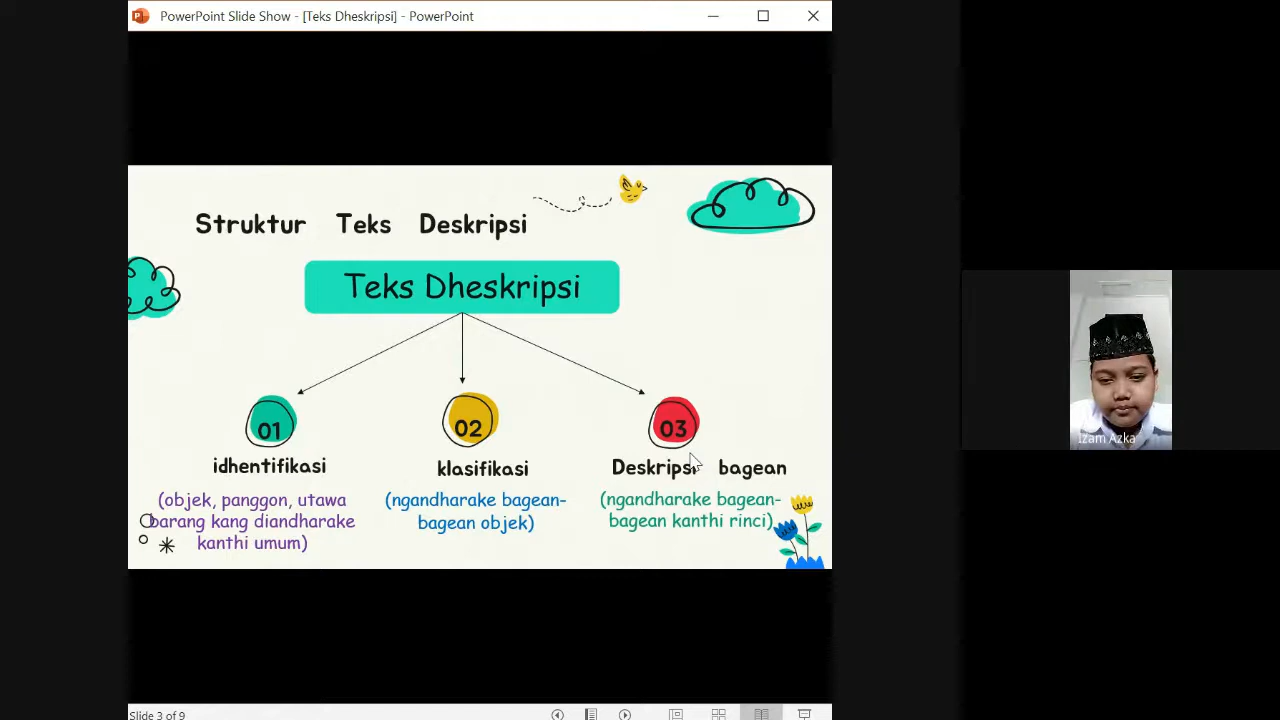 PowerPoint Slide Show - [Teks Dheskripsi] - PowerPoint
Struktur Teks Deskripsi
Teks Dheskripsi
01
idhentifikasi
(objek, panggon, utawa
barang kang diandharake
kanthi umum)
02
klasifikasi
(ngandharake bagean-
bagean objek)
03
Deskripsi bagean
(ngandharake bagean-
bagean kanthi rinci)
Izam Azka
Slide 3 of 9